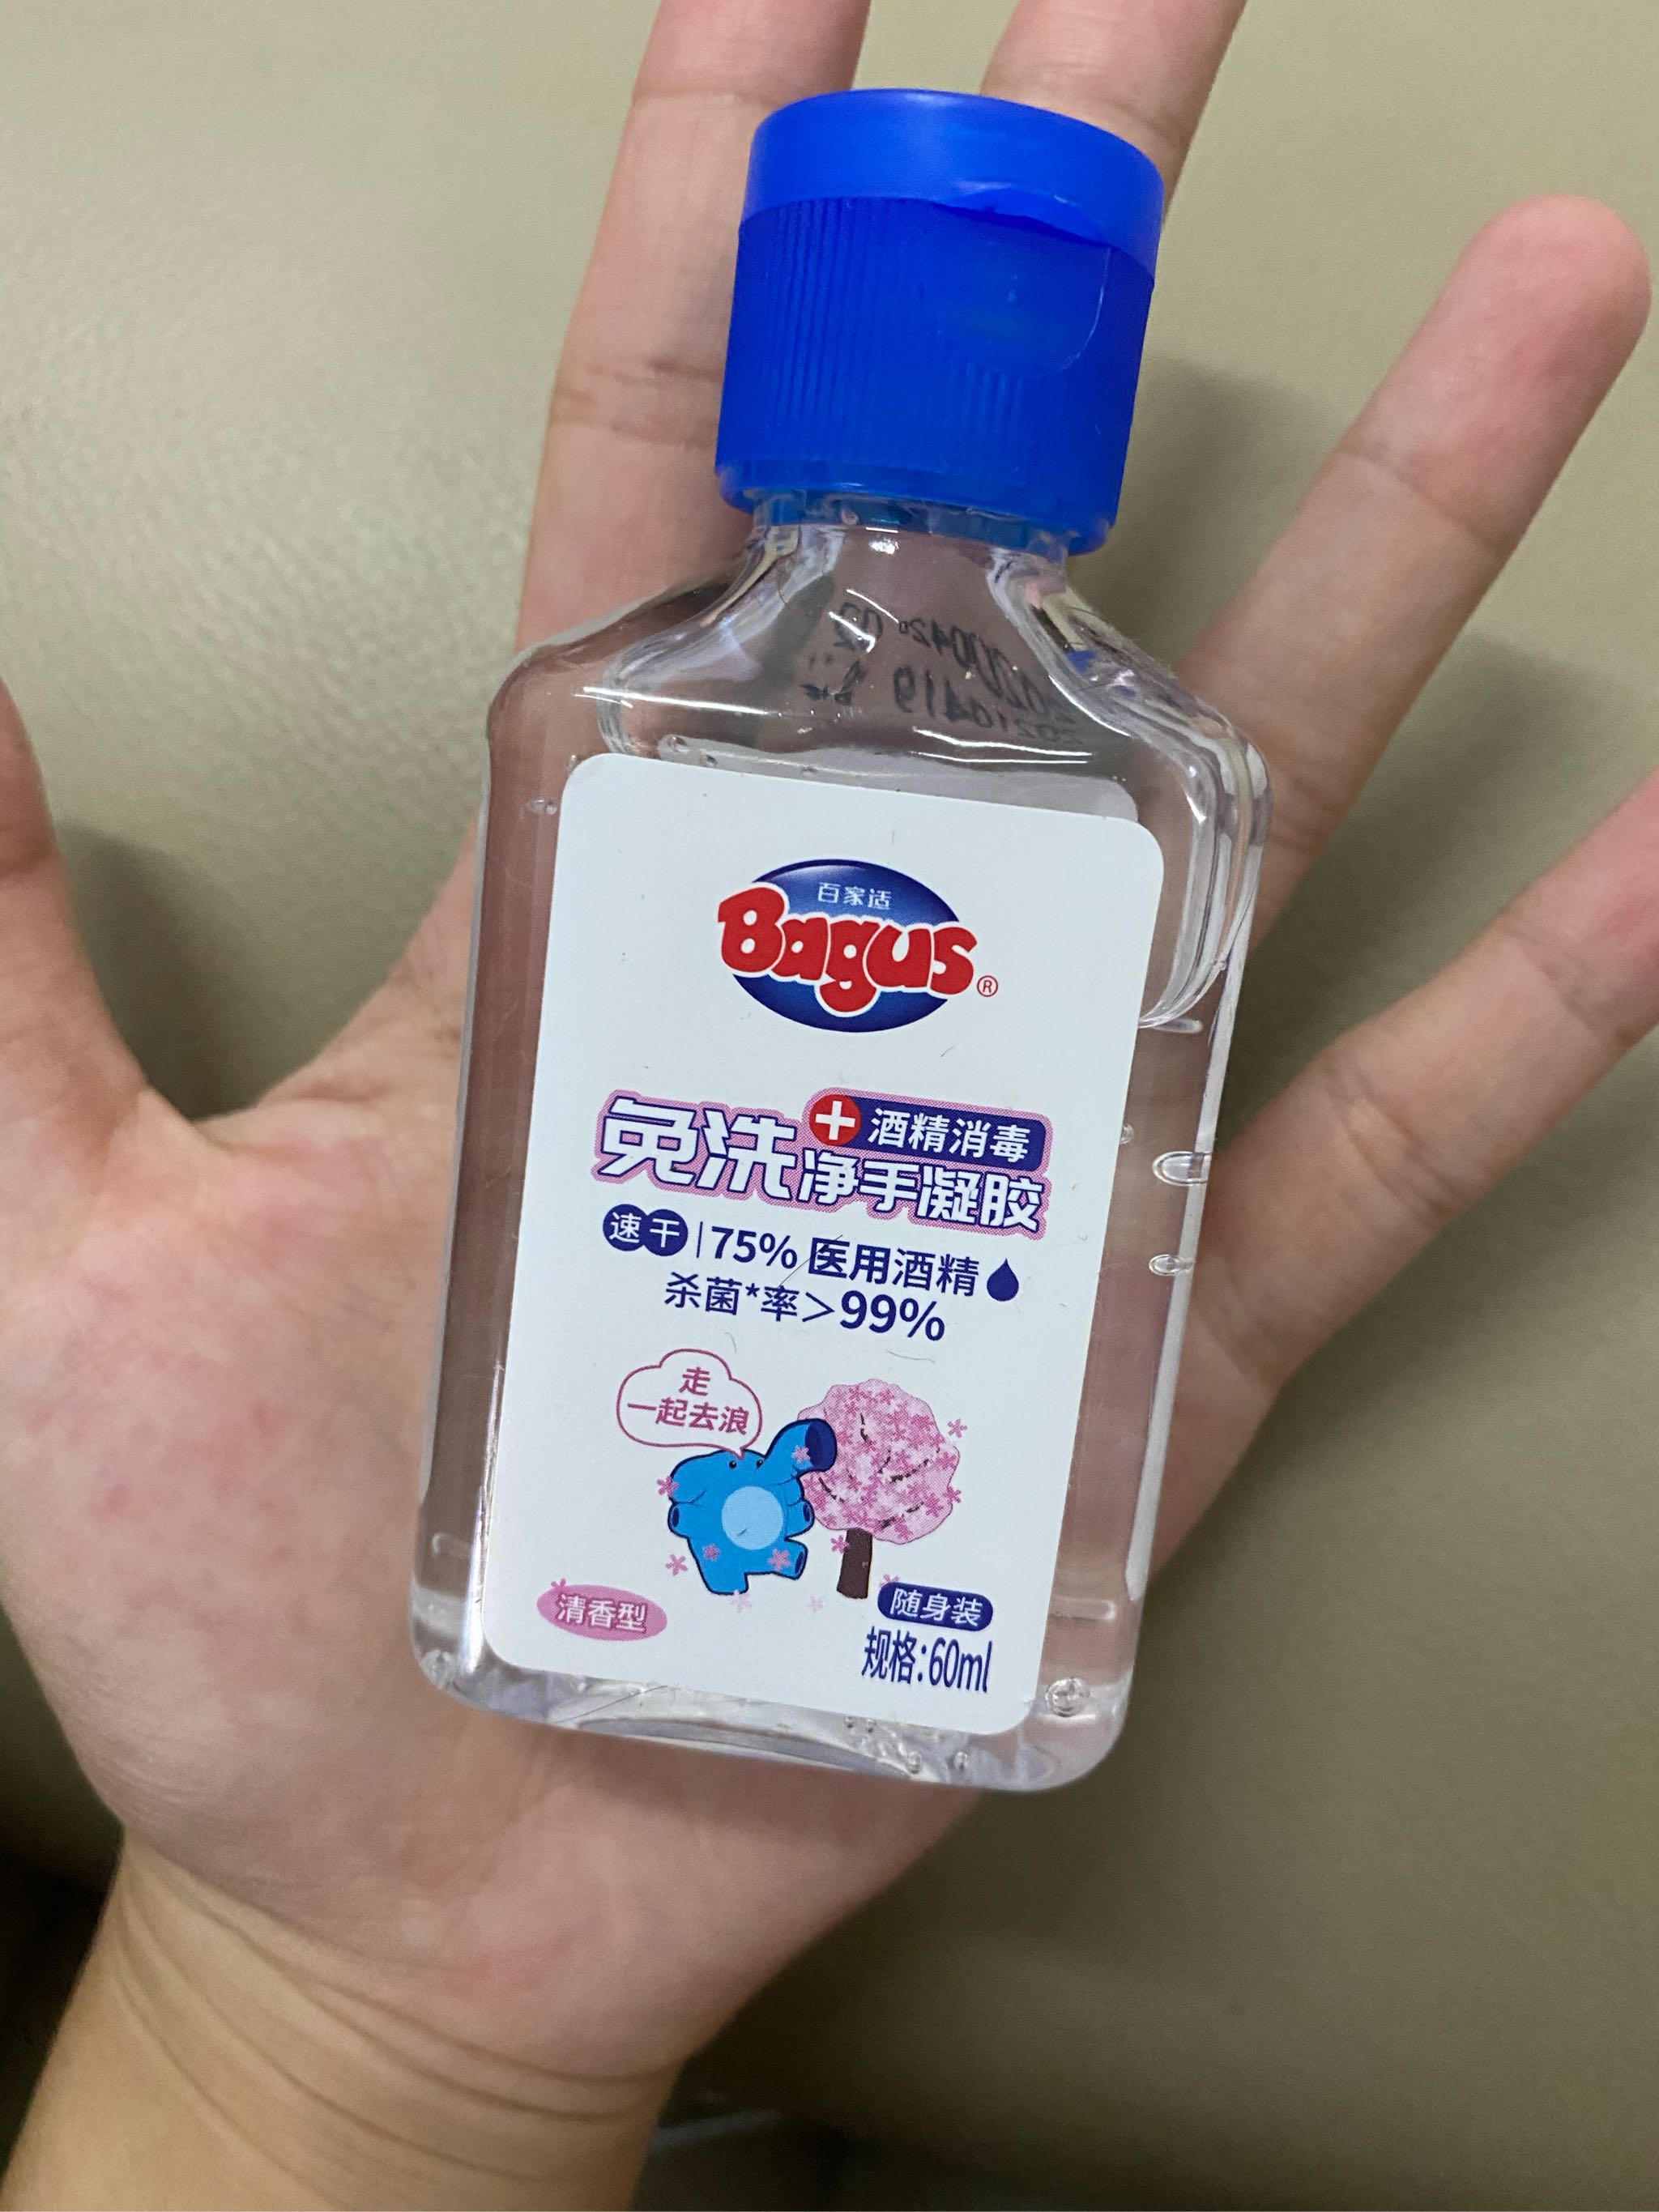 百家适
Bagus®
酒精消毒
免洗净手凝胶
速干|75% 医用酒精
杀菌*率>99%
走
一起去浪
清香型
随身装
规格:60ml